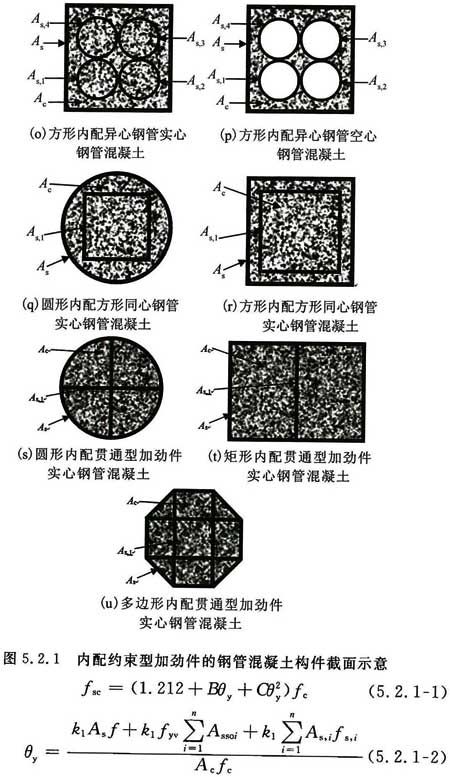 A_{s,4}
A_s
A_{s,3}
A_{s,1}
A_{s,2}
A_c
(o)方形内配异心钢管实心
钢管混凝土
A_{s,4}
A_s
A_{s,3}
A_{s,1}
A_{s,2}
A_c
(p)方形内配异心钢管空心
钢管混凝土
A_c
A_{s,1}
A_s
(q)圆形内配方形同心钢管
实心钢管混凝土
A_c
A_{s,1}
A_s
(r)方形内配方形同心钢管
实心钢管混凝土
A_c
A_{s,1}
A_s
(s)圆形内配贯通型加劲件
实心钢管混凝土
A_c
A_{s,1}
A_s
(t)矩形内配贯通型加劲件
实心钢管混凝土
A_c
A_{s,1}
A_s
(u)多边形内配贯通型加劲件
实心钢管混凝土
图 5.2.1 内配约束型加劲件的钢管混凝土构件截面示意
f_{sc} = (1.212 + Bθ_y + Cθ_y^2) f_c (5.2.1-1)
θ_y = \frac{k_1 A_s f + k_1 f_{yv} \sum_{i=1}^{n} A_{ssoi} + k_1 \sum_{i=1}^{n} A_{s,i} f_{s,i}}{A_c f_c} (5.2.1-2)